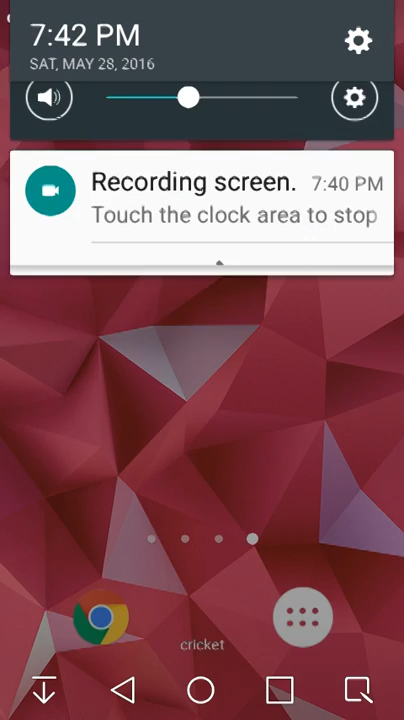 7:42 PM
SAT, MAY 28, 2016
Recording screen. 7:40 PM
Touch the clock area to stop
cricket